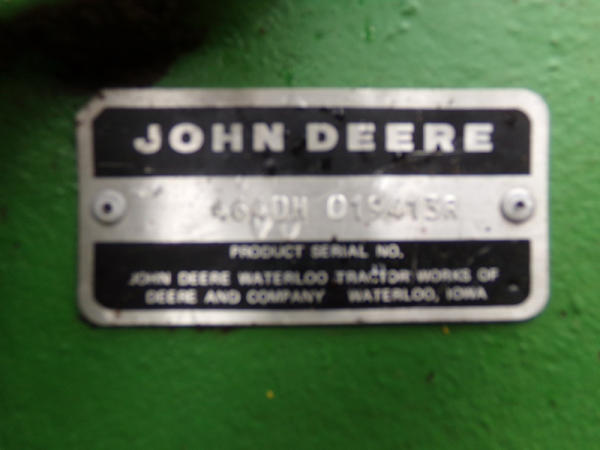 JOHN DEERE
PRODUCT SERIAL NO.
JOHN DEERE WATERLOO TRACTOR WORKS OF
DEERE AND COMPANY WATERLOO, IOWA